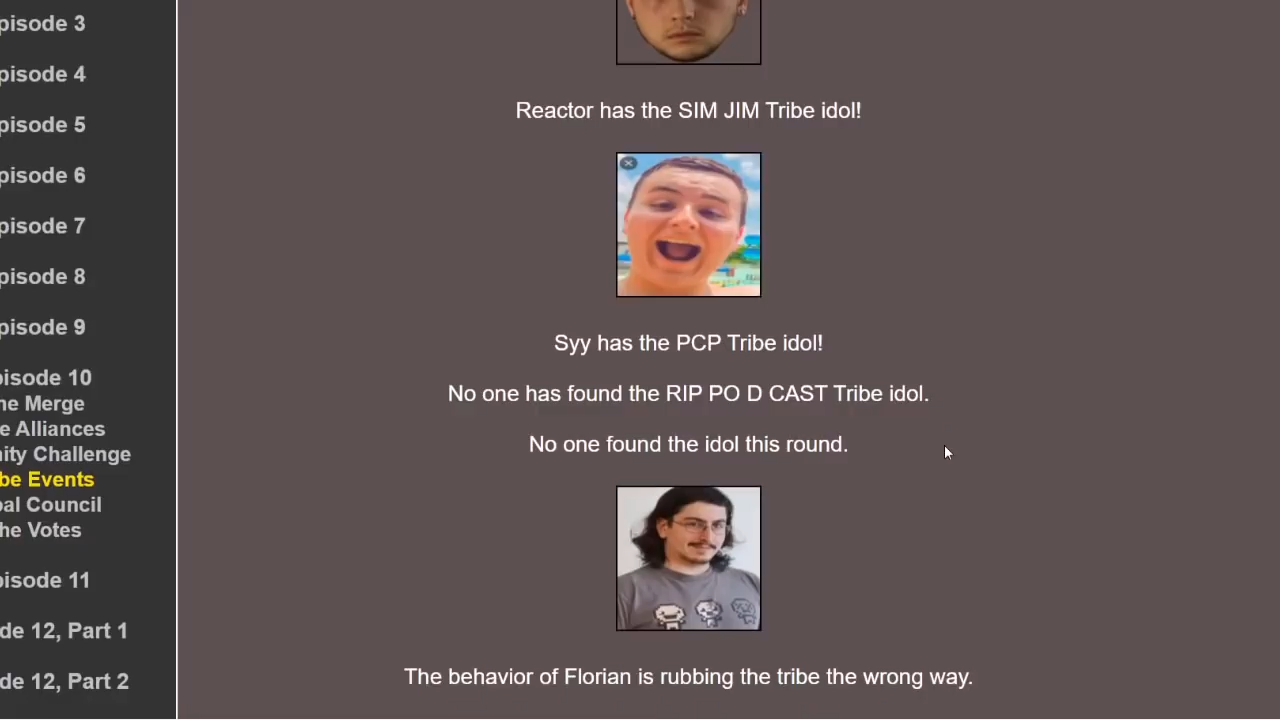 pisode 3
pisode 4
pisode 5
pisode 6
pisode 7
pisode 8
pisode 9
pisode 10
he Merge
e Alliances
nity Challenge
be Events
bal Council
he Votes
pisode 11
de 12, Part 1
de 12, Part 2
Reactor has the SIM JIM Tribe idol!
Syy has the PCP Tribe idol!
No one has found the RIP PO D CAST Tribe idol.
No one found the idol this round.
The behavior of Florian is rubbing the tribe the wrong way.